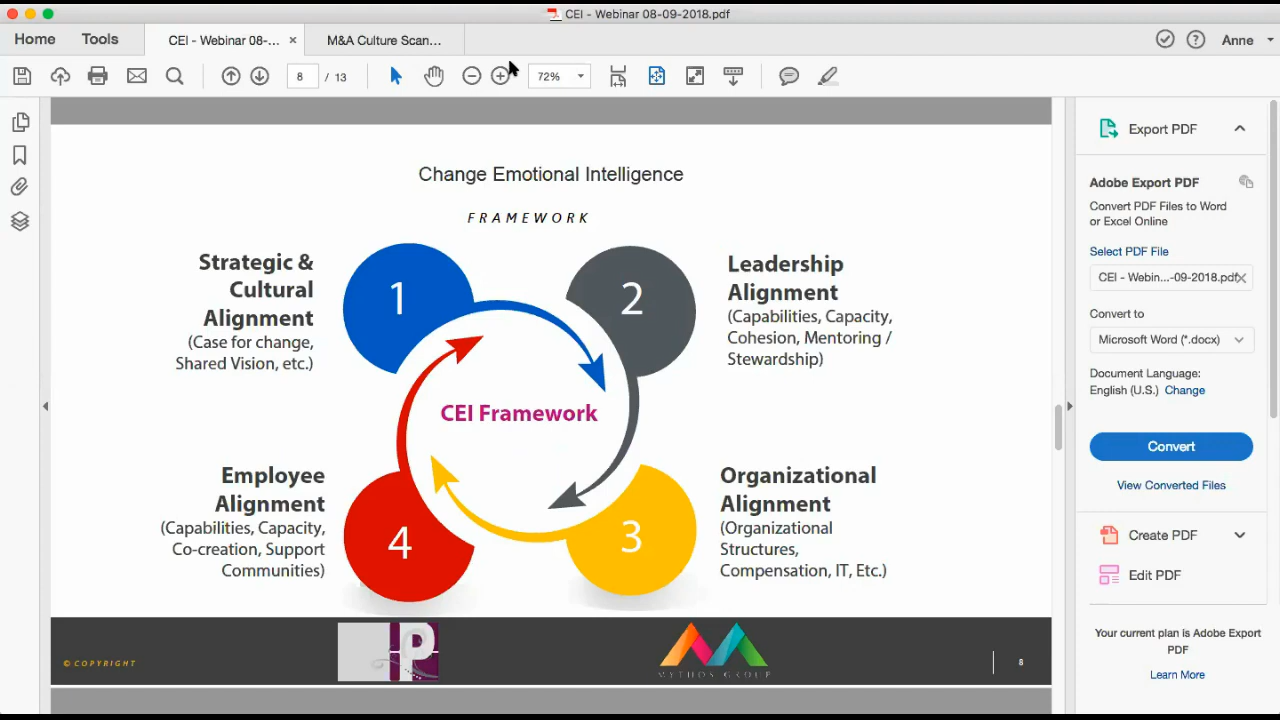 CEI - Webinar 08-09-2018.pdf
Home
Tools
CEI - Webinar 08-...
×
M&A Culture Scan...
Anne
8
/ 13
72%
Change Emotional Intelligence
FRAMEWORK
Strategic &
Cultural
Alignment
(Case for change,
Shared Vision, etc.)
1
2
Leadership
Alignment
(Capabilities, Capacity,
Cohesion, Mentoring /
Stewardship)
CEI Framework
Employee
Alignment
(Capabilities, Capacity,
Co-creation, Support
Communities)
4
3
Organizational
Alignment
(Organizational
Structures,
Compensation, IT, Etc.)
© COPYRIGHT
P
MYTHOS GROUP
8
Export PDF
Adobe Export PDF
Convert PDF Files to Word
or Excel Online
Select PDF File
CEI - Webin...-09-2018.pdf
Convert to
Microsoft Word (*.docx)
Document Language:
English (U.S.) Change
Convert
View Converted Files
Create PDF
Edit PDF
Your current plan is Adobe Export
PDF
Learn More